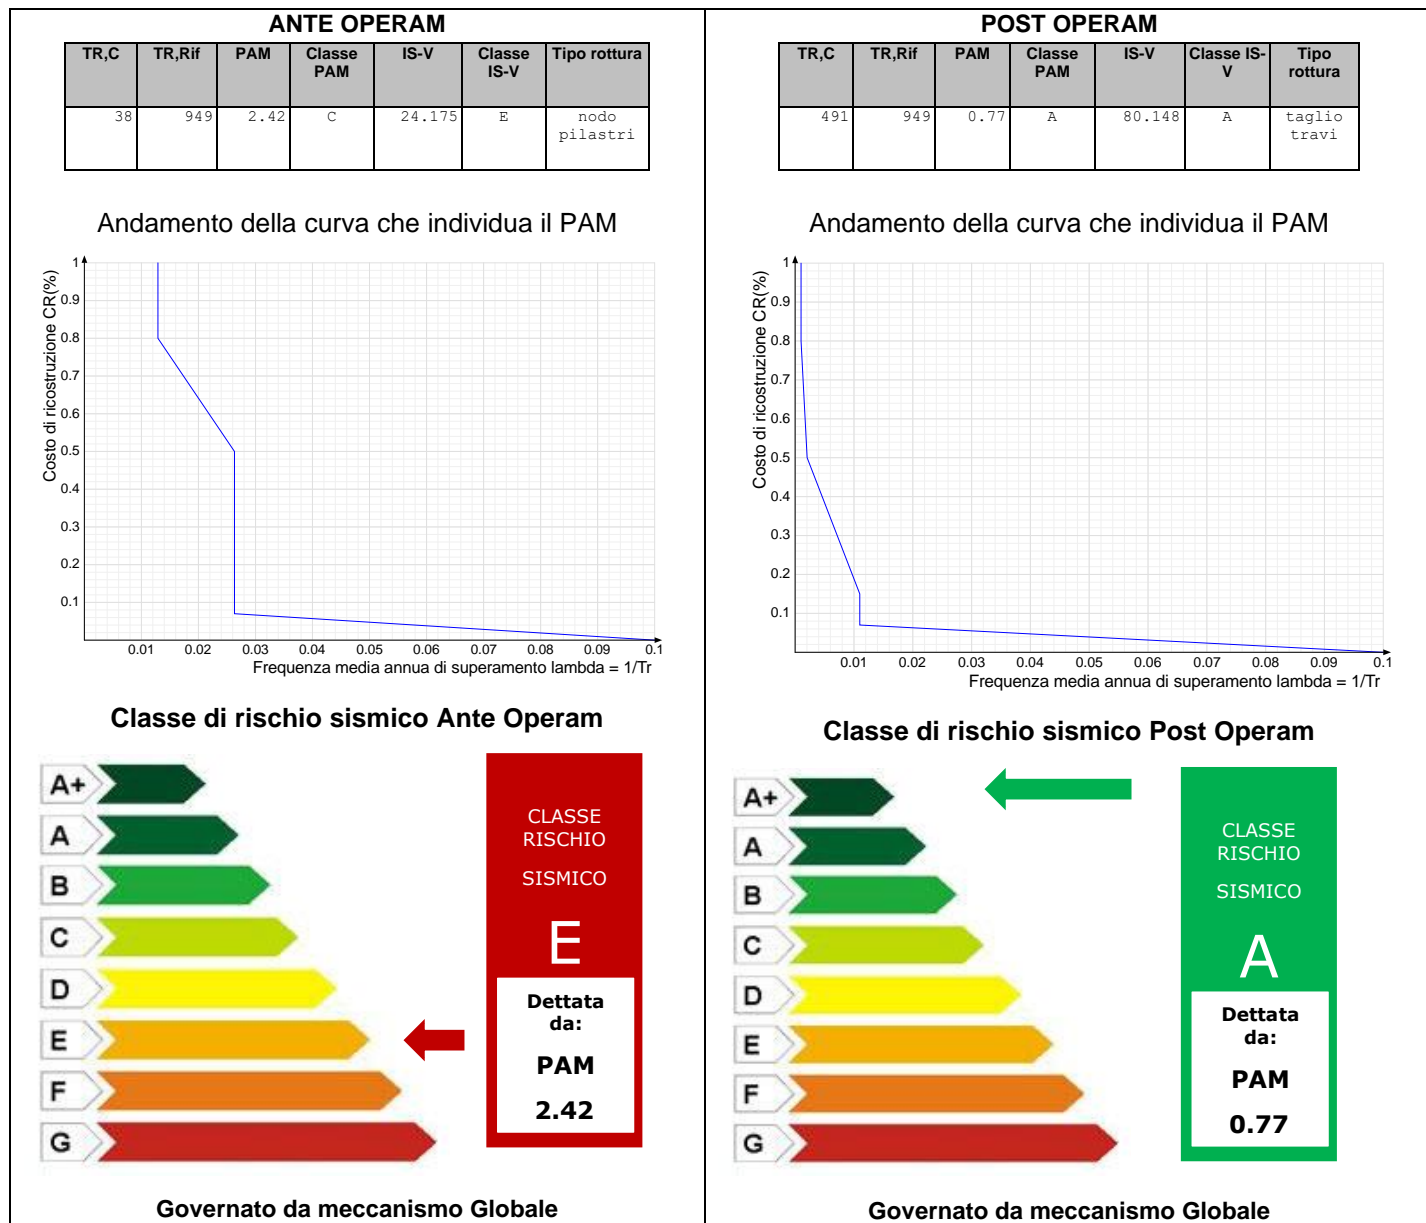 ANTE OPERAM
TR,C TR,Rif PAM Classe PAM IS-V Classe IS-V Tipo rottura
38 949 2.42 C 24.175 E nodo pilastri
Andamento della curva che individua il PAM
Costo di ricostruzione CR(%)
1
0.9
0.8
0.7
0.6
0.5
0.4
0.3
0.2
0.1
0.01 0.02 0.03 0.04 0.05 0.06 0.07 0.08 0.09 0.1
Frequenza media annua di superamento lambda = 1/Tr
Classe di rischio sismico Ante Operam
A+
A
B
C
D
E
F
G
CLASSE
RISCHIO
SISMICO
E
Dettata
da:
PAM
2.42
Governato da meccanismo Globale
POST OPERAM
TR,C TR,Rif PAM Classe PAM IS-V Classe IS-V Tipo rottura
491 949 0.77 A 80.148 A taglio travi
Andamento della curva che individua il PAM
Costo di ricostruzione CR(%)
1
0.9
0.8
0.7
0.6
0.5
0.4
0.3
0.2
0.1
0.01 0.02 0.03 0.04 0.05 0.06 0.07 0.08 0.09 0.1
Frequenza media annua di superamento lambda = 1/Tr
Classe di rischio sismico Post Operam
A+
A
B
C
D
E
F
G
CLASSE
RISCHIO
SISMICO
A
Dettata
da:
PAM
0.77
Governato da meccanismo Globale